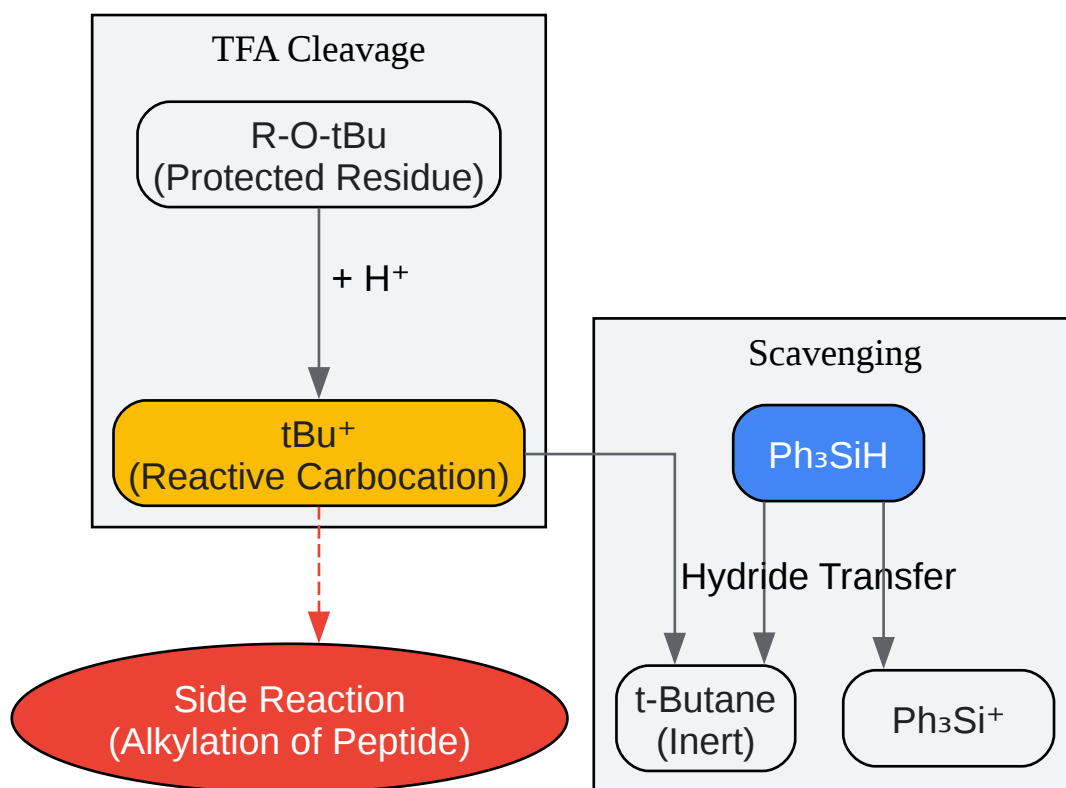 TFA Cleavage
R-O-tBu
(Protected Residue)
+ H⁺
tBu⁺
(Reactive Carbocation)
Side Reaction
(Alkylation of Peptide)
Scavenging
Ph₃SiH
Hydride Transfer
t-Butane
(Inert)
Ph₃Si⁺